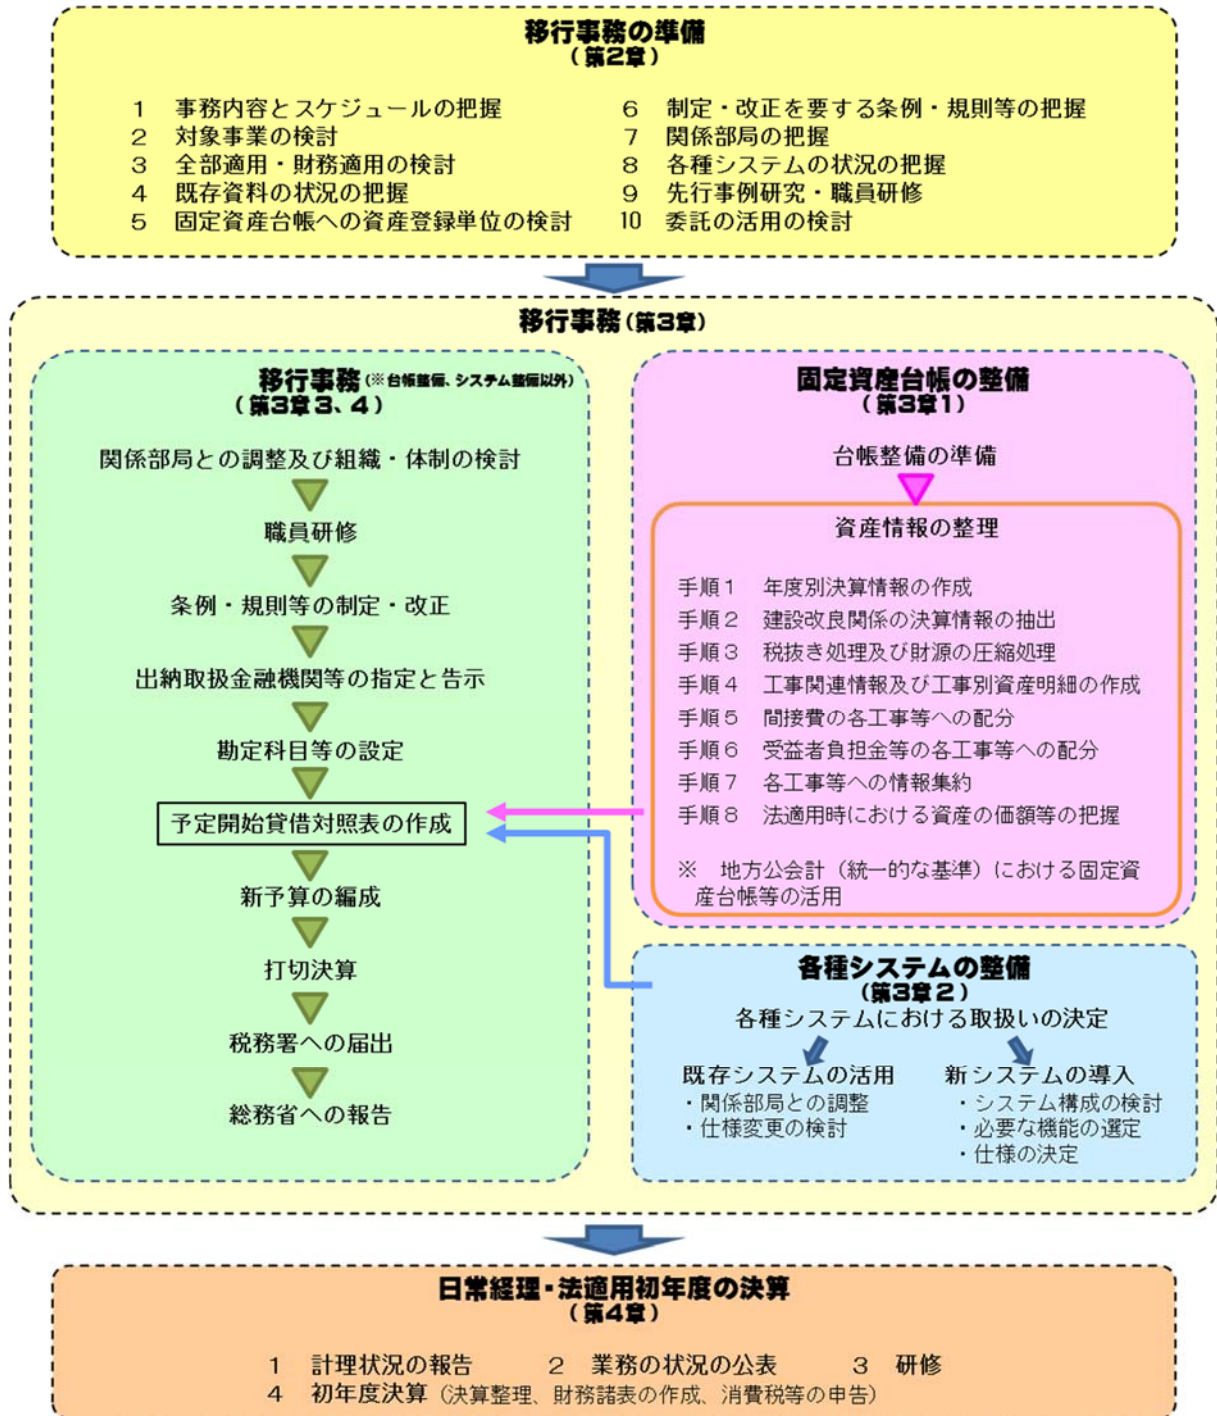 移行事務の準備
(第2章)
1 事務内容とスケジュールの把握
2 対象事業の検討
3 全部適用・財務適用の検討
4 既存資料の状況の把握
5 固定資産台帳への資産登録単位の検討
6 制定・改正を要する条例・規則等の把握
7 関係部局の把握
8 各種システムの状況の把握
9 先行事例研究・職員研修
10 委託の活用の検討
移行事務(第3章)
移行事務(※台帳整備、システム整備以外)
(第3章3、4)
関係部局との調整及び組織・体制の検討
職員研修
条例・規則等の制定・改正
出納取扱金融機関等の指定と告示
勘定科目等の設定
予定開始貸借対照表の作成
新予算の編成
打切決算
税務署への届出
総務省への報告
固定資産台帳の整備
(第3章1)
台帳整備の準備
資産情報の整理
手順1 年度別決算情報の作成
手順2 建設改良関係の決算情報の抽出
手順3 税抜き処理及び財源の圧縮処理
手順4 工事関連情報及び工事別資産明細の作成
手順5 間接費の各工事等への配分
手順6 受益者負担金等の各工事等への配分
手順7 各工事等への情報集約
手順8 法適用時における資産の価額等の把握
※ 地方公会計（統一的な基準）における固定資
産台帳等の活用
各種システムの整備
(第3章2)
各種システムにおける取扱いの決定
既存システムの活用
・関係部局との調整
・仕様変更の検討
新システムの導入
・システム構成の検討
・必要な機能の選定
・仕様の決定
日常経理・法適用初年度の決算
(第4章)
1 計理状況の報告 2 業務の状況の公表 3 研修
4 初年度決算（決算整理、財務諸表の作成、消費税等の申告）